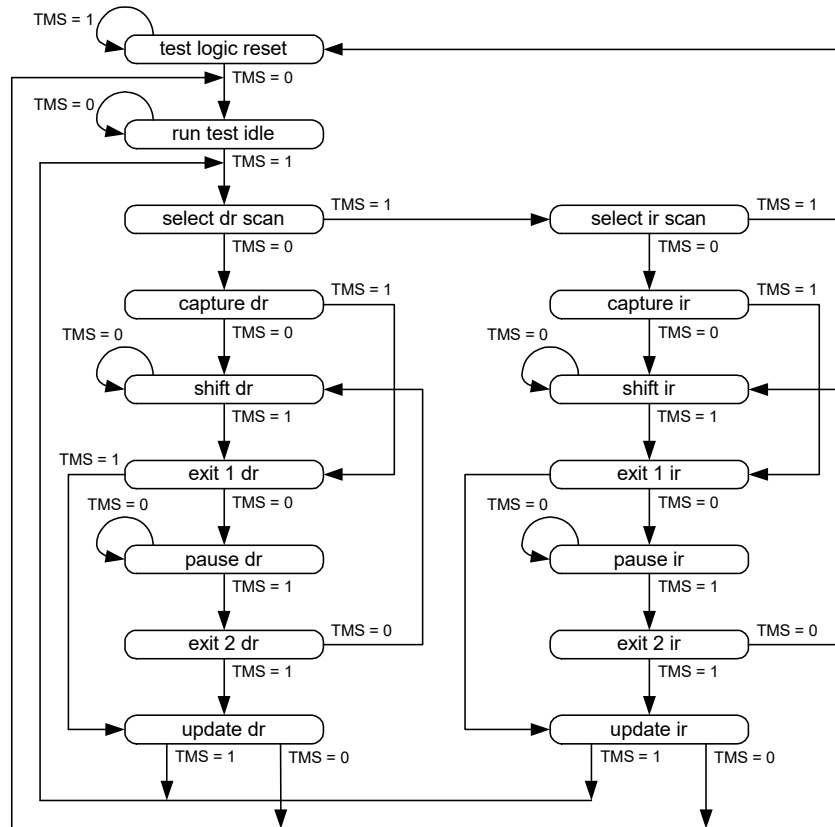 TMS = 1
test logic reset
TMS = 0
TMS = 0
run test idle
TMS = 1
select dr scan
TMS = 1
select ir scan
TMS = 1
TMS = 0
TMS = 0
capture dr
TMS = 1
capture ir
TMS = 1
TMS = 0
TMS = 0
TMS = 0
TMS = 0
shift dr
shift ir
TMS = 1
TMS = 1
TMS = 1
exit 1 dr
exit 1 ir
TMS = 0
TMS = 0
TMS = 0
TMS = 0
pause dr
pause ir
TMS = 1
TMS = 1
exit 2 dr
TMS = 0
exit 2 ir
TMS = 0
TMS = 1
TMS = 1
update dr
update ir
TMS = 1
TMS = 0
TMS = 1
TMS = 0